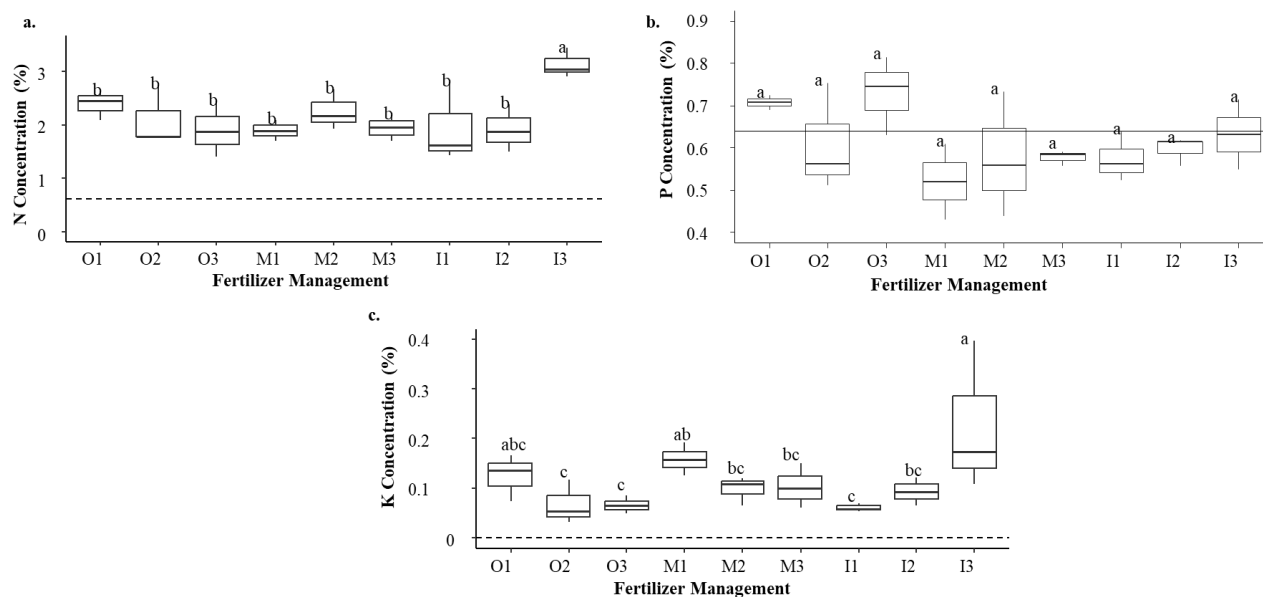 a.
N Concentration (%)
3
2
1
0
b b b b b b b b a
O1 O2 O3 M1 M2 M3 I1 I2 I3
Fertilizer Management
b.
P Concentration (%)
0.9
0.8
0.7
0.6
0.5
0.4
a a a a a a a a a
O1 O2 O3 M1 M2 M3 I1 I2 I3
Fertilizer Management
c.
K Concentration (%)
0.4
0.3
0.2
0.1
0
abc c c ab bc bc c bc a
O1 O2 O3 M1 M2 M3 I1 I2 I3
Fertilizer Management